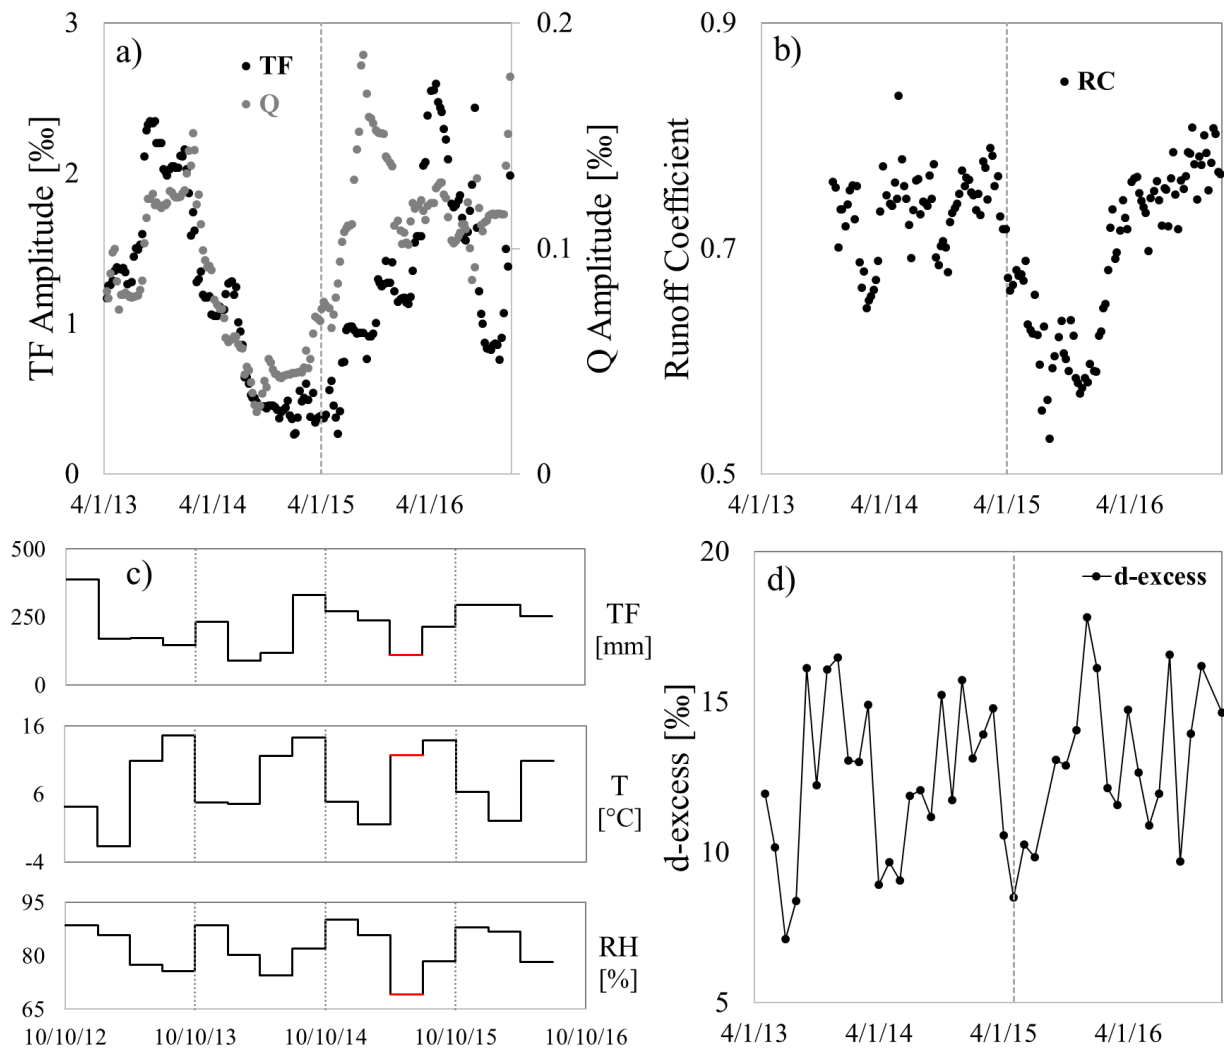 a)
TF
Q
3
2
1
0
TF Amplitude [‰]
0.2
0.1
0
Q Amplitude [‰]
4/1/13
4/1/14
4/1/15
4/1/16
b)
RC
0.9
0.7
0.5
Runoff Coefficient
4/1/13
4/1/14
4/1/15
4/1/16
c)
500
250
0
TF
[mm]
16
6
-4
T
[°C]
95
80
65
RH
[%]
10/10/12
10/10/13
10/10/14
10/10/15
10/10/16
d)
d-excess
20
15
10
5
d-excess [‰]
4/1/13
4/1/14
4/1/15
4/1/16